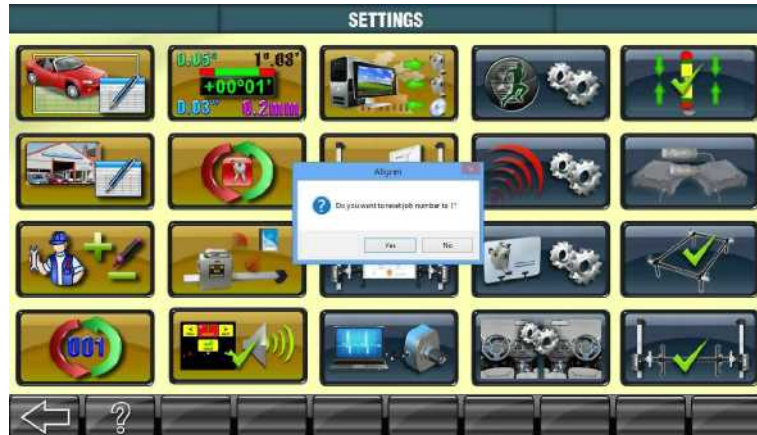 SETTINGS
0.05° 1°.03'
+00°01'
0.03" 0.2mm
Do you want to reset job number to 1?
Yes No
001
?